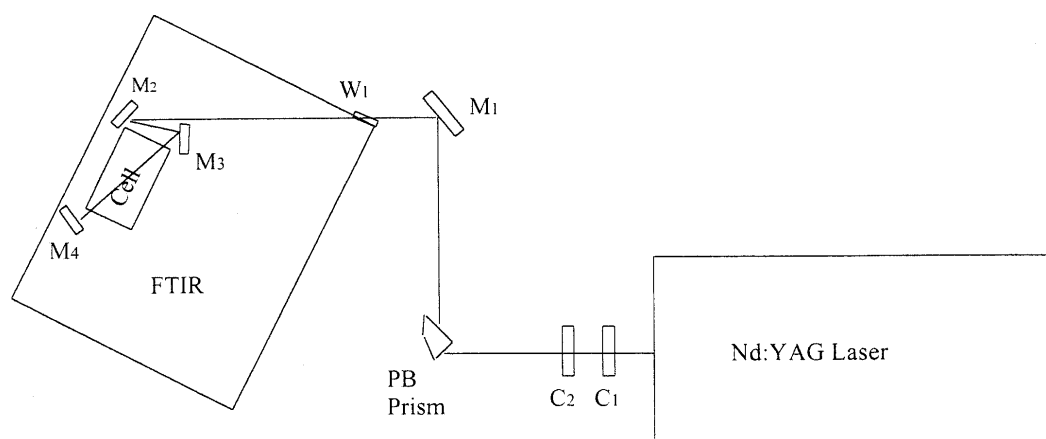 M2
W1
M1
M3
Cell
M4
FTIR
Nd:YAG Laser
PB
Prism
C2
C1